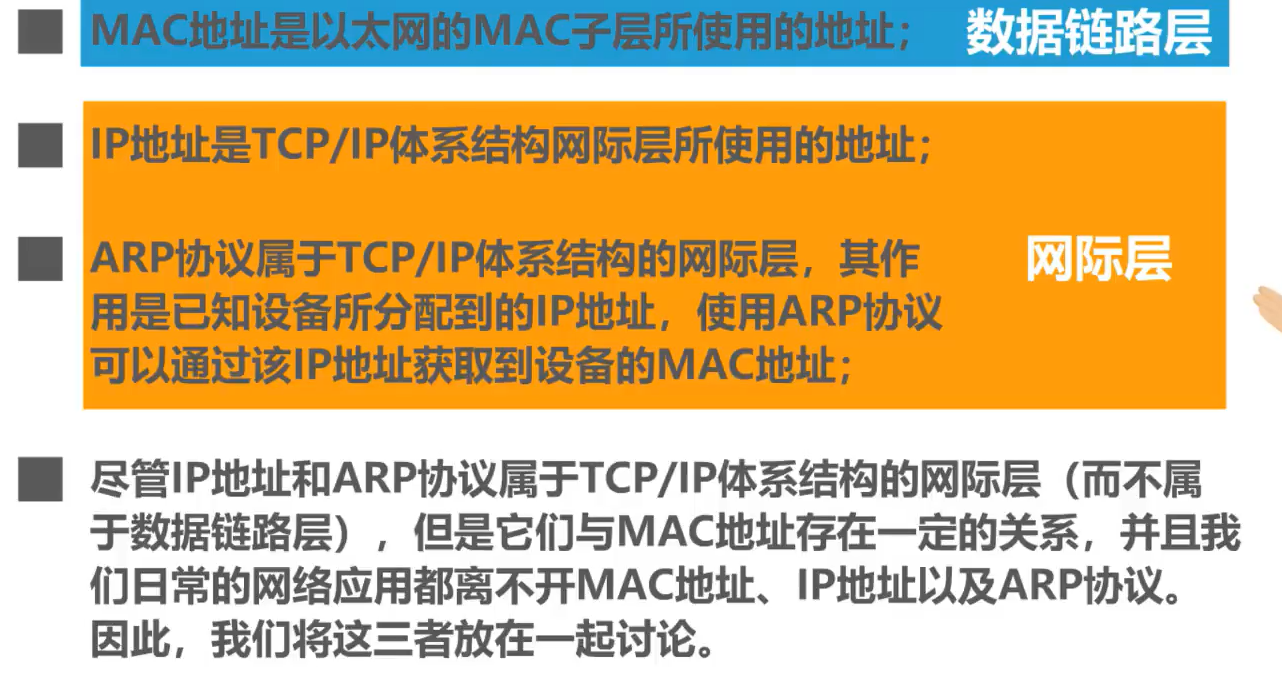 MAC地址是以太网的MAC子层所使用的地址；
数据链路层
IP地址是TCP/IP体系结构网际层所使用的地址；
ARP协议属于TCP/IP体系结构的网际层，其作
用是已知设备所分配到的IP地址，使用ARP协议
可以通过该IP地址获取到设备的MAC地址；
网际层
尽管IP地址和ARP协议属于TCP/IP体系结构的网际层（而不属
于数据链路层），但是它们与MAC地址存在一定的关系，并且我
们日常的网络应用都离不开MAC地址、IP地址以及ARP协议。
因此，我们将这三者放在一起讨论。